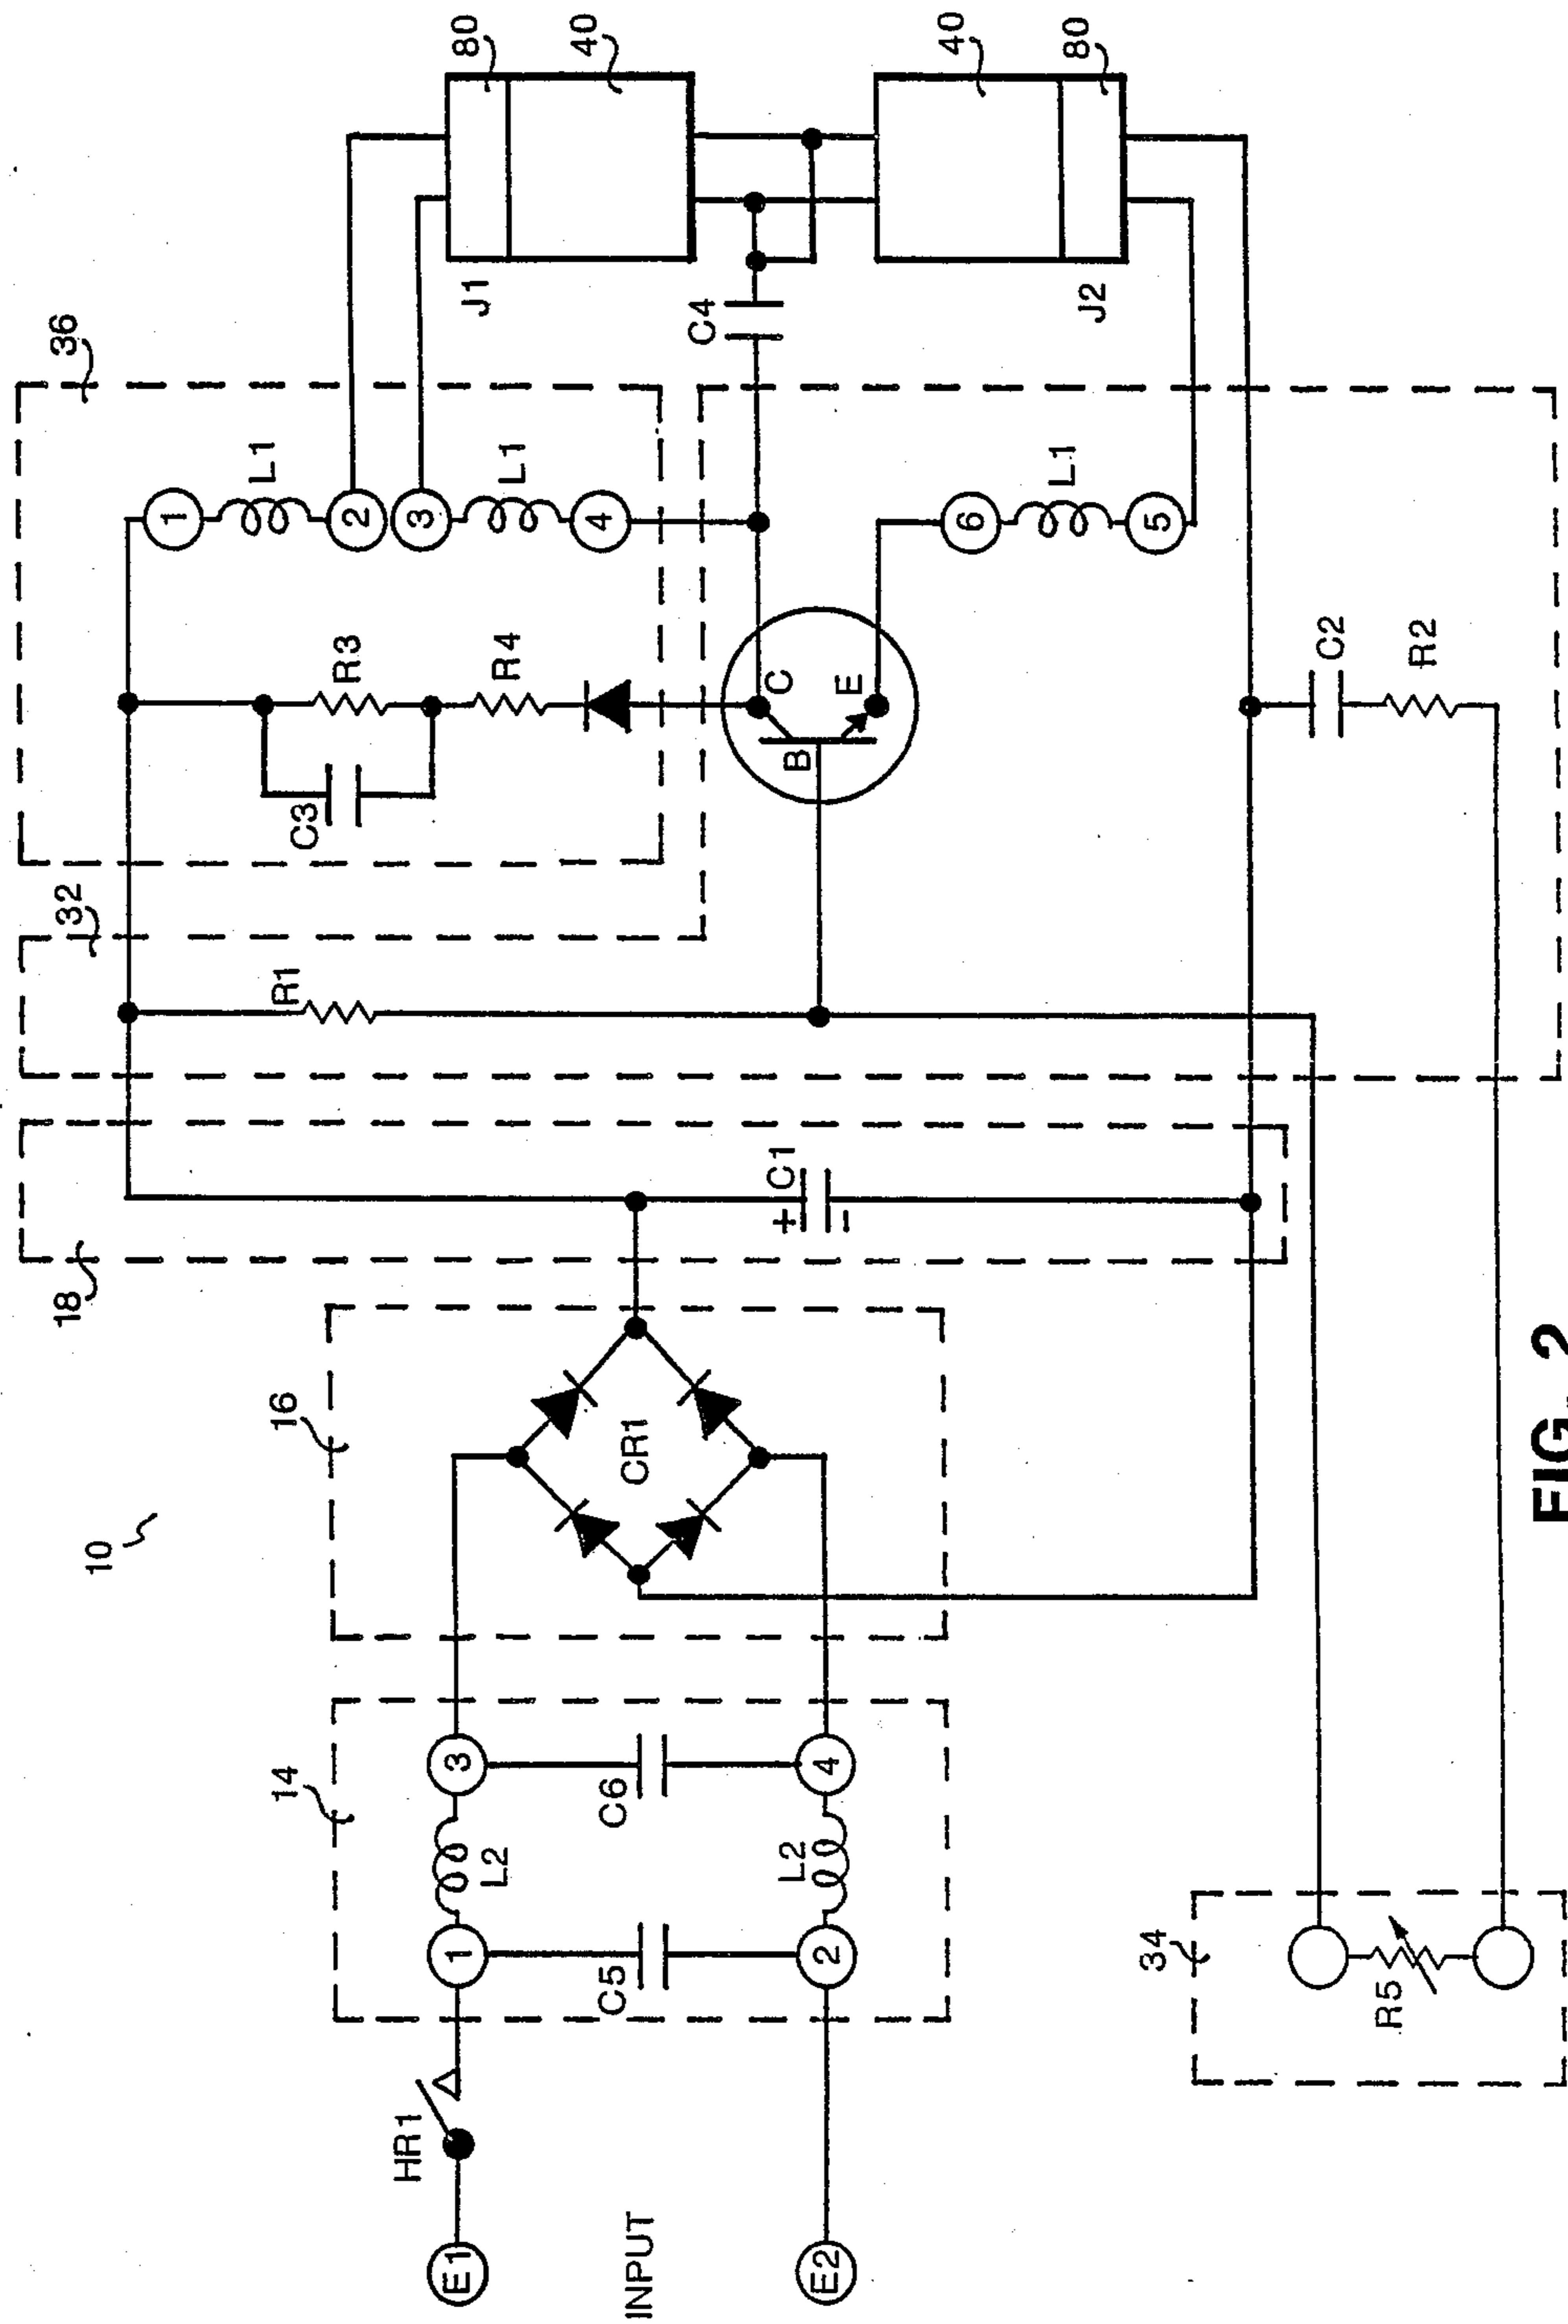 10
14
16
18
32
36
80
40
40
80
HR1
E1
INPUT
E2
1
L2
3
C5
C6
2
L2
4
CR1
+
C1
-
R1
C3
R3
R4
1
L1
2
3
L1
4
C
B
E
6
L1
5
C4
J1
J2
C2
R2
34
R5
FIG. 2